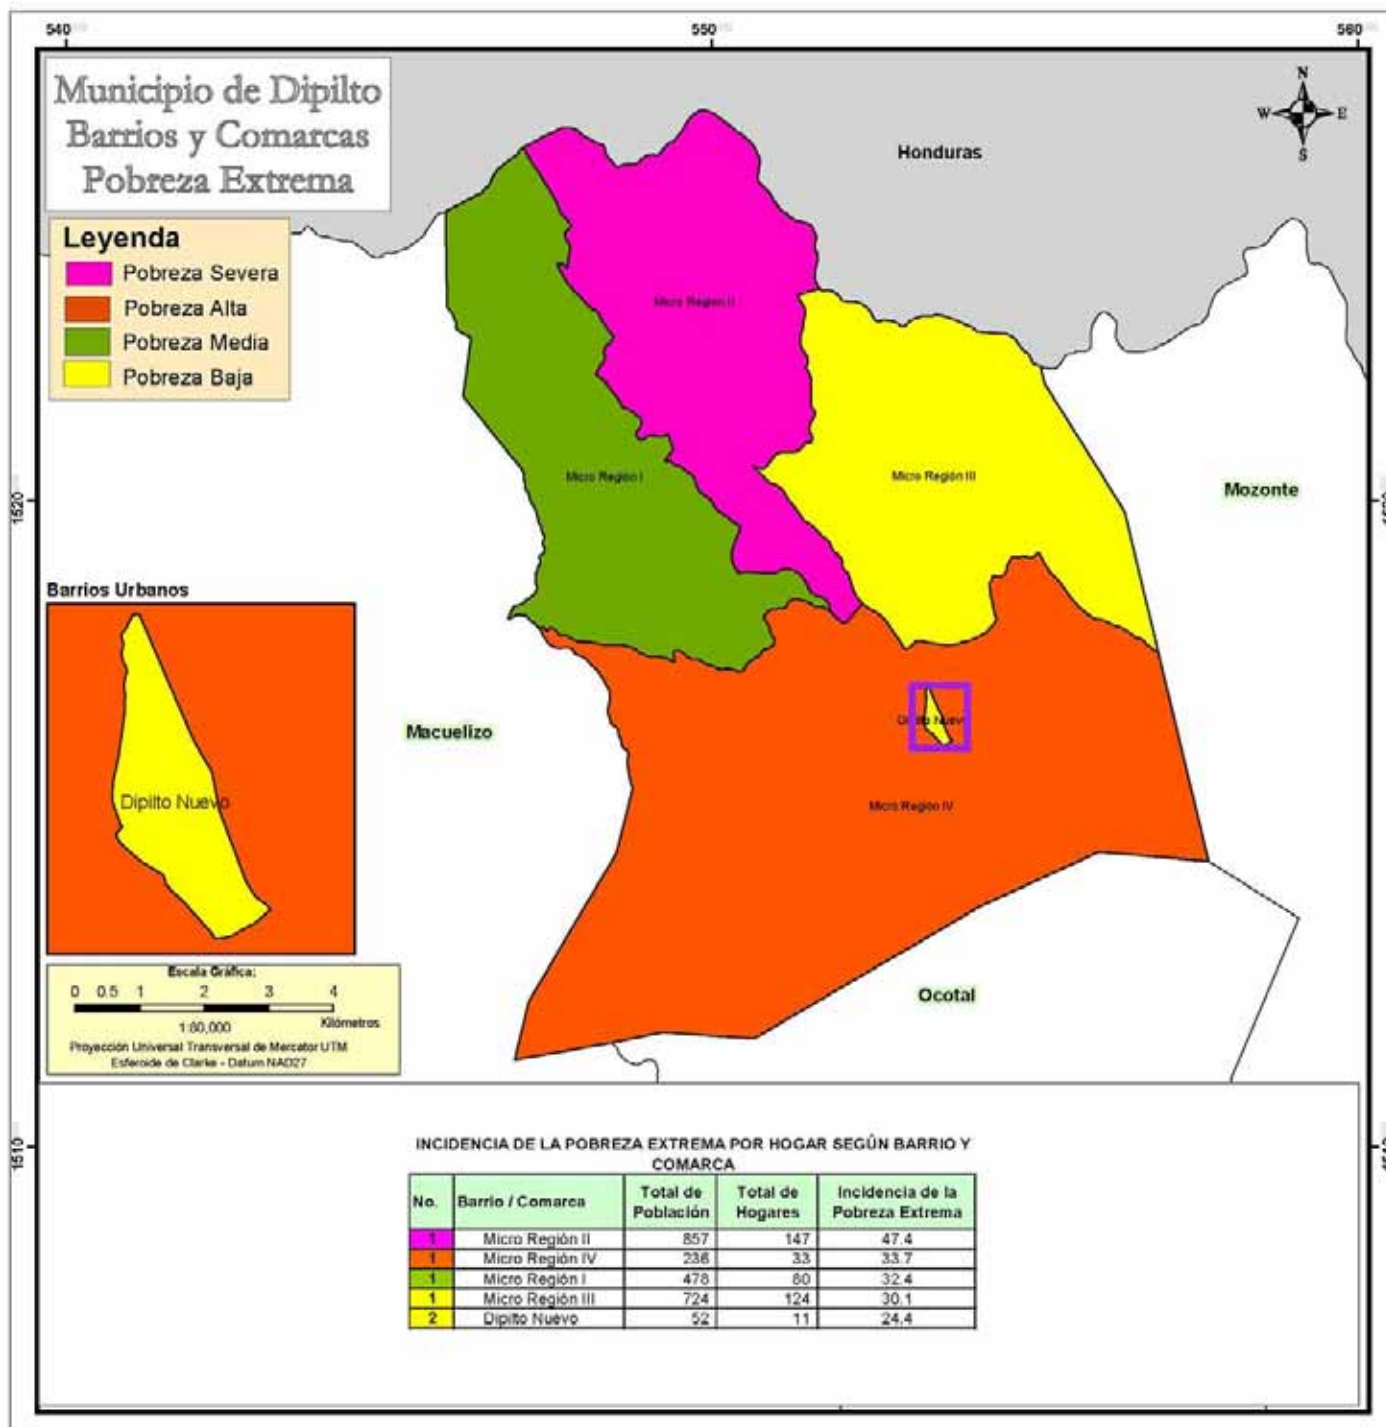 540 550 560
Municipio de Dipilto
Barrios y Comarcas
Pobreza Extrema
N
W E
S
Honduras
Leyenda
Pobreza Severa
Pobreza Alta
Pobreza Media
Pobreza Baja
Micro Región II
Micro Región I
Micro Región III
Mozonte
1520
Barrios Urbanos
Macuelizo
Dipilto Nuevo
Dipilto Nuevo
Micro Región IV
Ocotal
Escala Gráfica:
0 0.5 1 2 3 4
Kilómetros
1:80,000
Proyección Universal Transversal de Mercator UTM
Esferoide de Clarke - Datum NAD27
1510
INCIDENCIA DE LA POBREZA EXTREMA POR HOGAR SEGÚN BARRIO Y
COMARCA
No. Barrio / Comarca Total de Población Total de Hogares Incidencia de la Pobreza Extrema
1 Micro Región II 857 147 47.4
1 Micro Región IV 236 33 33.7
1 Micro Región I 478 80 32.4
1 Micro Región III 724 124 30.1
2 Dipilto Nuevo 52 11 24.4